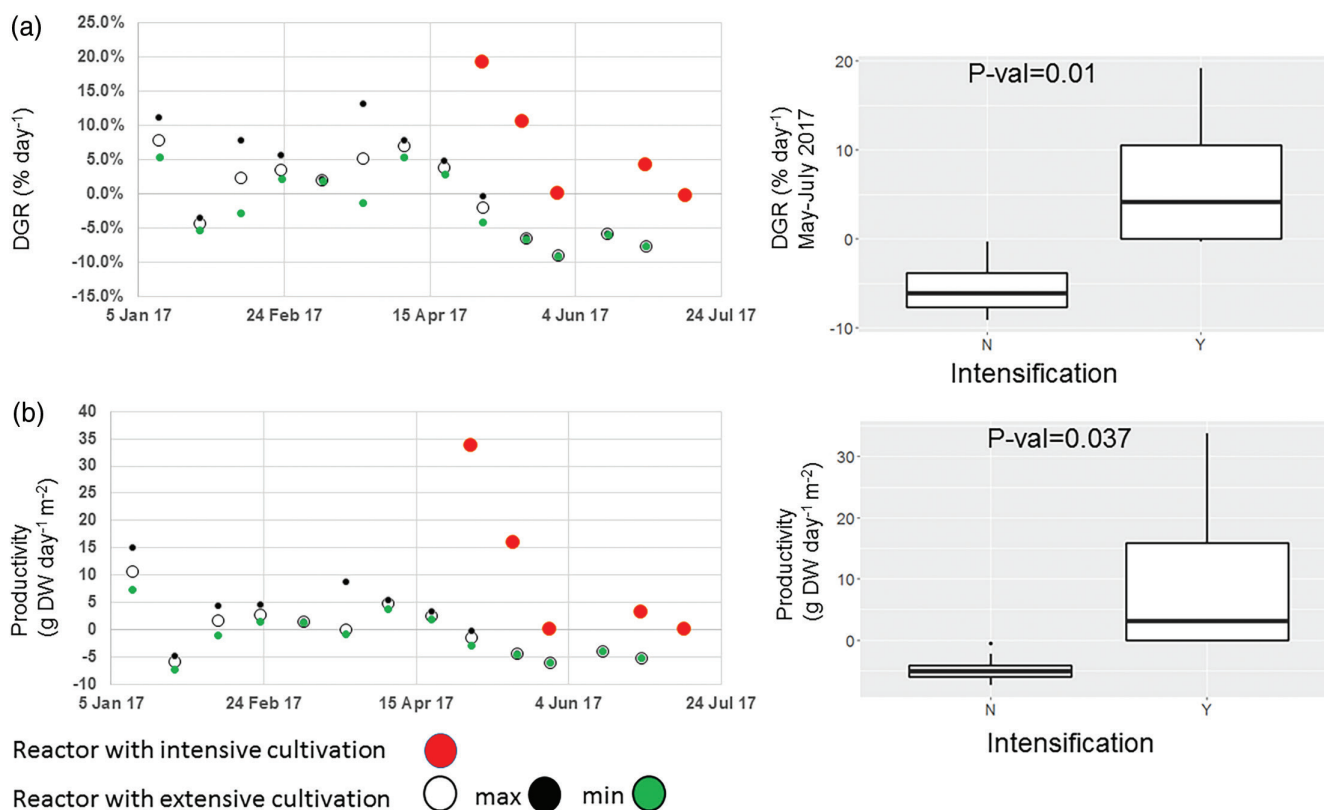 (a)
DGR (% day-1)
25.0%
20.0%
15.0%
10.0%
5.0%
0.0%
-5.0%
-10.0%
-15.0%
5 Jan 17 24 Feb 17 15 Apr 17 4 Jun 17 24 Jul 17
DGR (% day-1)
May-July 2017
P-val=0.01
20
10
0
-10
N Y
Intensification
(b)
Productivity
(g DW day-1 m-2)
40
35
30
25
20
15
10
5
0
-5
-10
5 Jan 17 24 Feb 17 15 Apr 17 4 Jun 17 24 Jul 17
Productivity
(g DW day-1 m-2)
P-val=0.037
30
20
10
0
N Y
Intensification
Reactor with intensive cultivation
Reactor with extensive cultivation max min